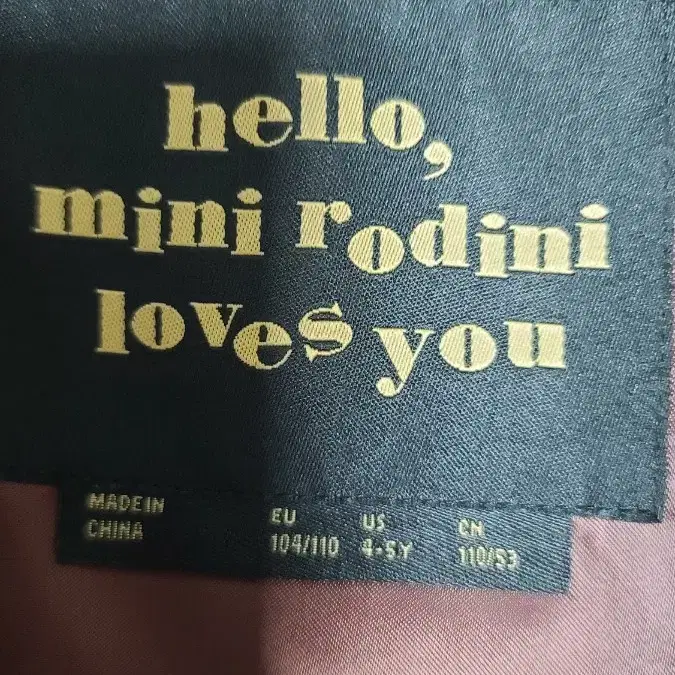 hello,
mini rodini
loves you
MADE IN
CHINA
EU
104/110
US
4-5Y
CN
110/53